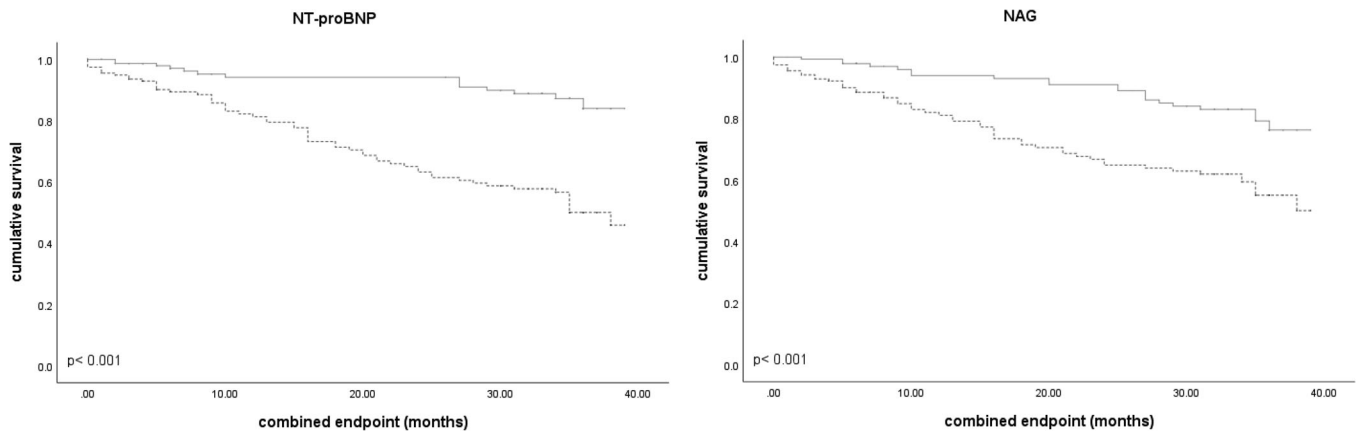 NT-proBNP
1.0
0.8
0.6
0.4
0.2
0.0
cumulative survival
p< 0.001
.00 10.00 20.00 30.00 40.00
combined endpoint (months)
NAG
1.0
0.8
0.6
0.4
0.2
0.0
cumulative survival
p< 0.001
.00 10.00 20.00 30.00 40.00
combined endpoint (months)